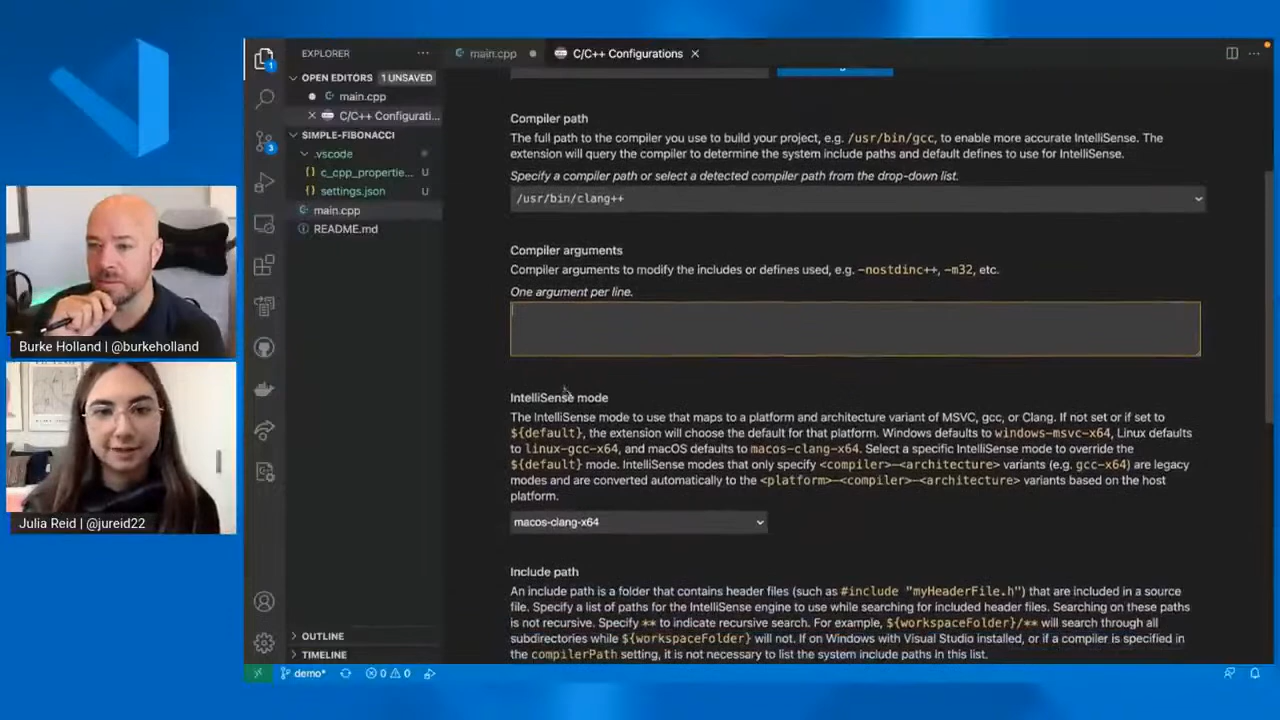 Burke Holland | @burkeholland
Julia Reid | @jureid22
1
3
EXPLORER
OPEN EDITORS 1 UNSAVED
main.cpp
C/C++ Configurati...
SIMPLE-FIBONACCI
.vscode
{} c_cpp_propertie... U
{} settings.json U
main.cpp
README.md
OUTLINE
TIMELINE
main.cpp
C/C++ Configurations
Compiler path
The full path to the compiler you use to build your project, e.g. /usr/bin/gcc, to enable more accurate IntelliSense. The
extension will query the compiler to determine the system include paths and default defines to use for IntelliSense.
Specify a compiler path or select a detected compiler path from the drop-down list.
/usr/bin/clang++
Compiler arguments
Compiler arguments to modify the includes or defines used, e.g. -nostdinc++, -m32, etc.
One argument per line.
IntelliSense mode
The IntelliSense mode to use that maps to a platform and architecture variant of MSVC, gcc, or Clang. If not set or if set to
${default}, the extension will choose the default for that platform. Windows defaults to windows-msvc-x64, Linux defaults
to linux-gcc-x64, and macOS defaults to macos-clang-x64. Select a specific IntelliSense mode to override the
${default} mode. IntelliSense modes that only specify <compiler>-<architecture> variants (e.g. gcc-x64) are legacy
modes and are converted automatically to the <platform>-<compiler>-<architecture> variants based on the host
platform.
macos-clang-x64
Include path
An include path is a folder that contains header files (such as #include "myHeaderFile.h") that are included in a source
file. Specify a list of paths for the IntelliSense engine to use while searching for included header files. Searching on these paths
is not recursive. Specify ** to indicate recursive search. For example, ${workspaceFolder}/** will search through all
subdirectories while ${workspaceFolder} will not. If on Windows with Visual Studio installed, or if a compiler is specified in
the compilerPath setting, it is not necessary to list the system include paths in this list.
demo*
0
0